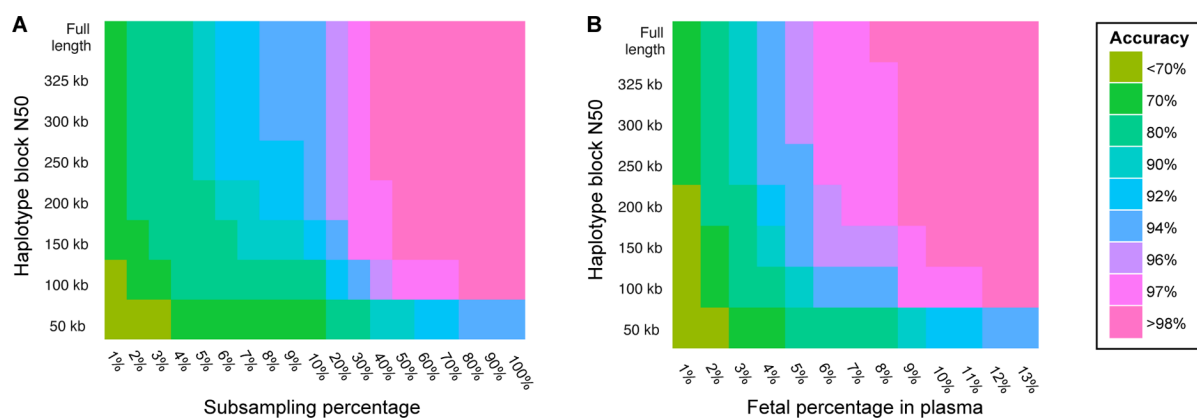 A
Haplotype block N50
Full
length
325 kb
300 kb
250 kb
200 kb
150 kb
100 kb
50 kb
1% 2% 3% 4% 5% 6% 7% 8% 9% 10% 20% 30% 40% 50% 60% 70% 80% 90% 100%
Subsampling percentage
B
Haplotype block N50
Full
length
325 kb
300 kb
250 kb
200 kb
150 kb
100 kb
50 kb
1% 2% 3% 4% 5% 6% 7% 8% 9% 10% 11% 12% 13%
Fetal percentage in plasma
Accuracy
<70%
70%
80%
90%
92%
94%
96%
97%
>98%